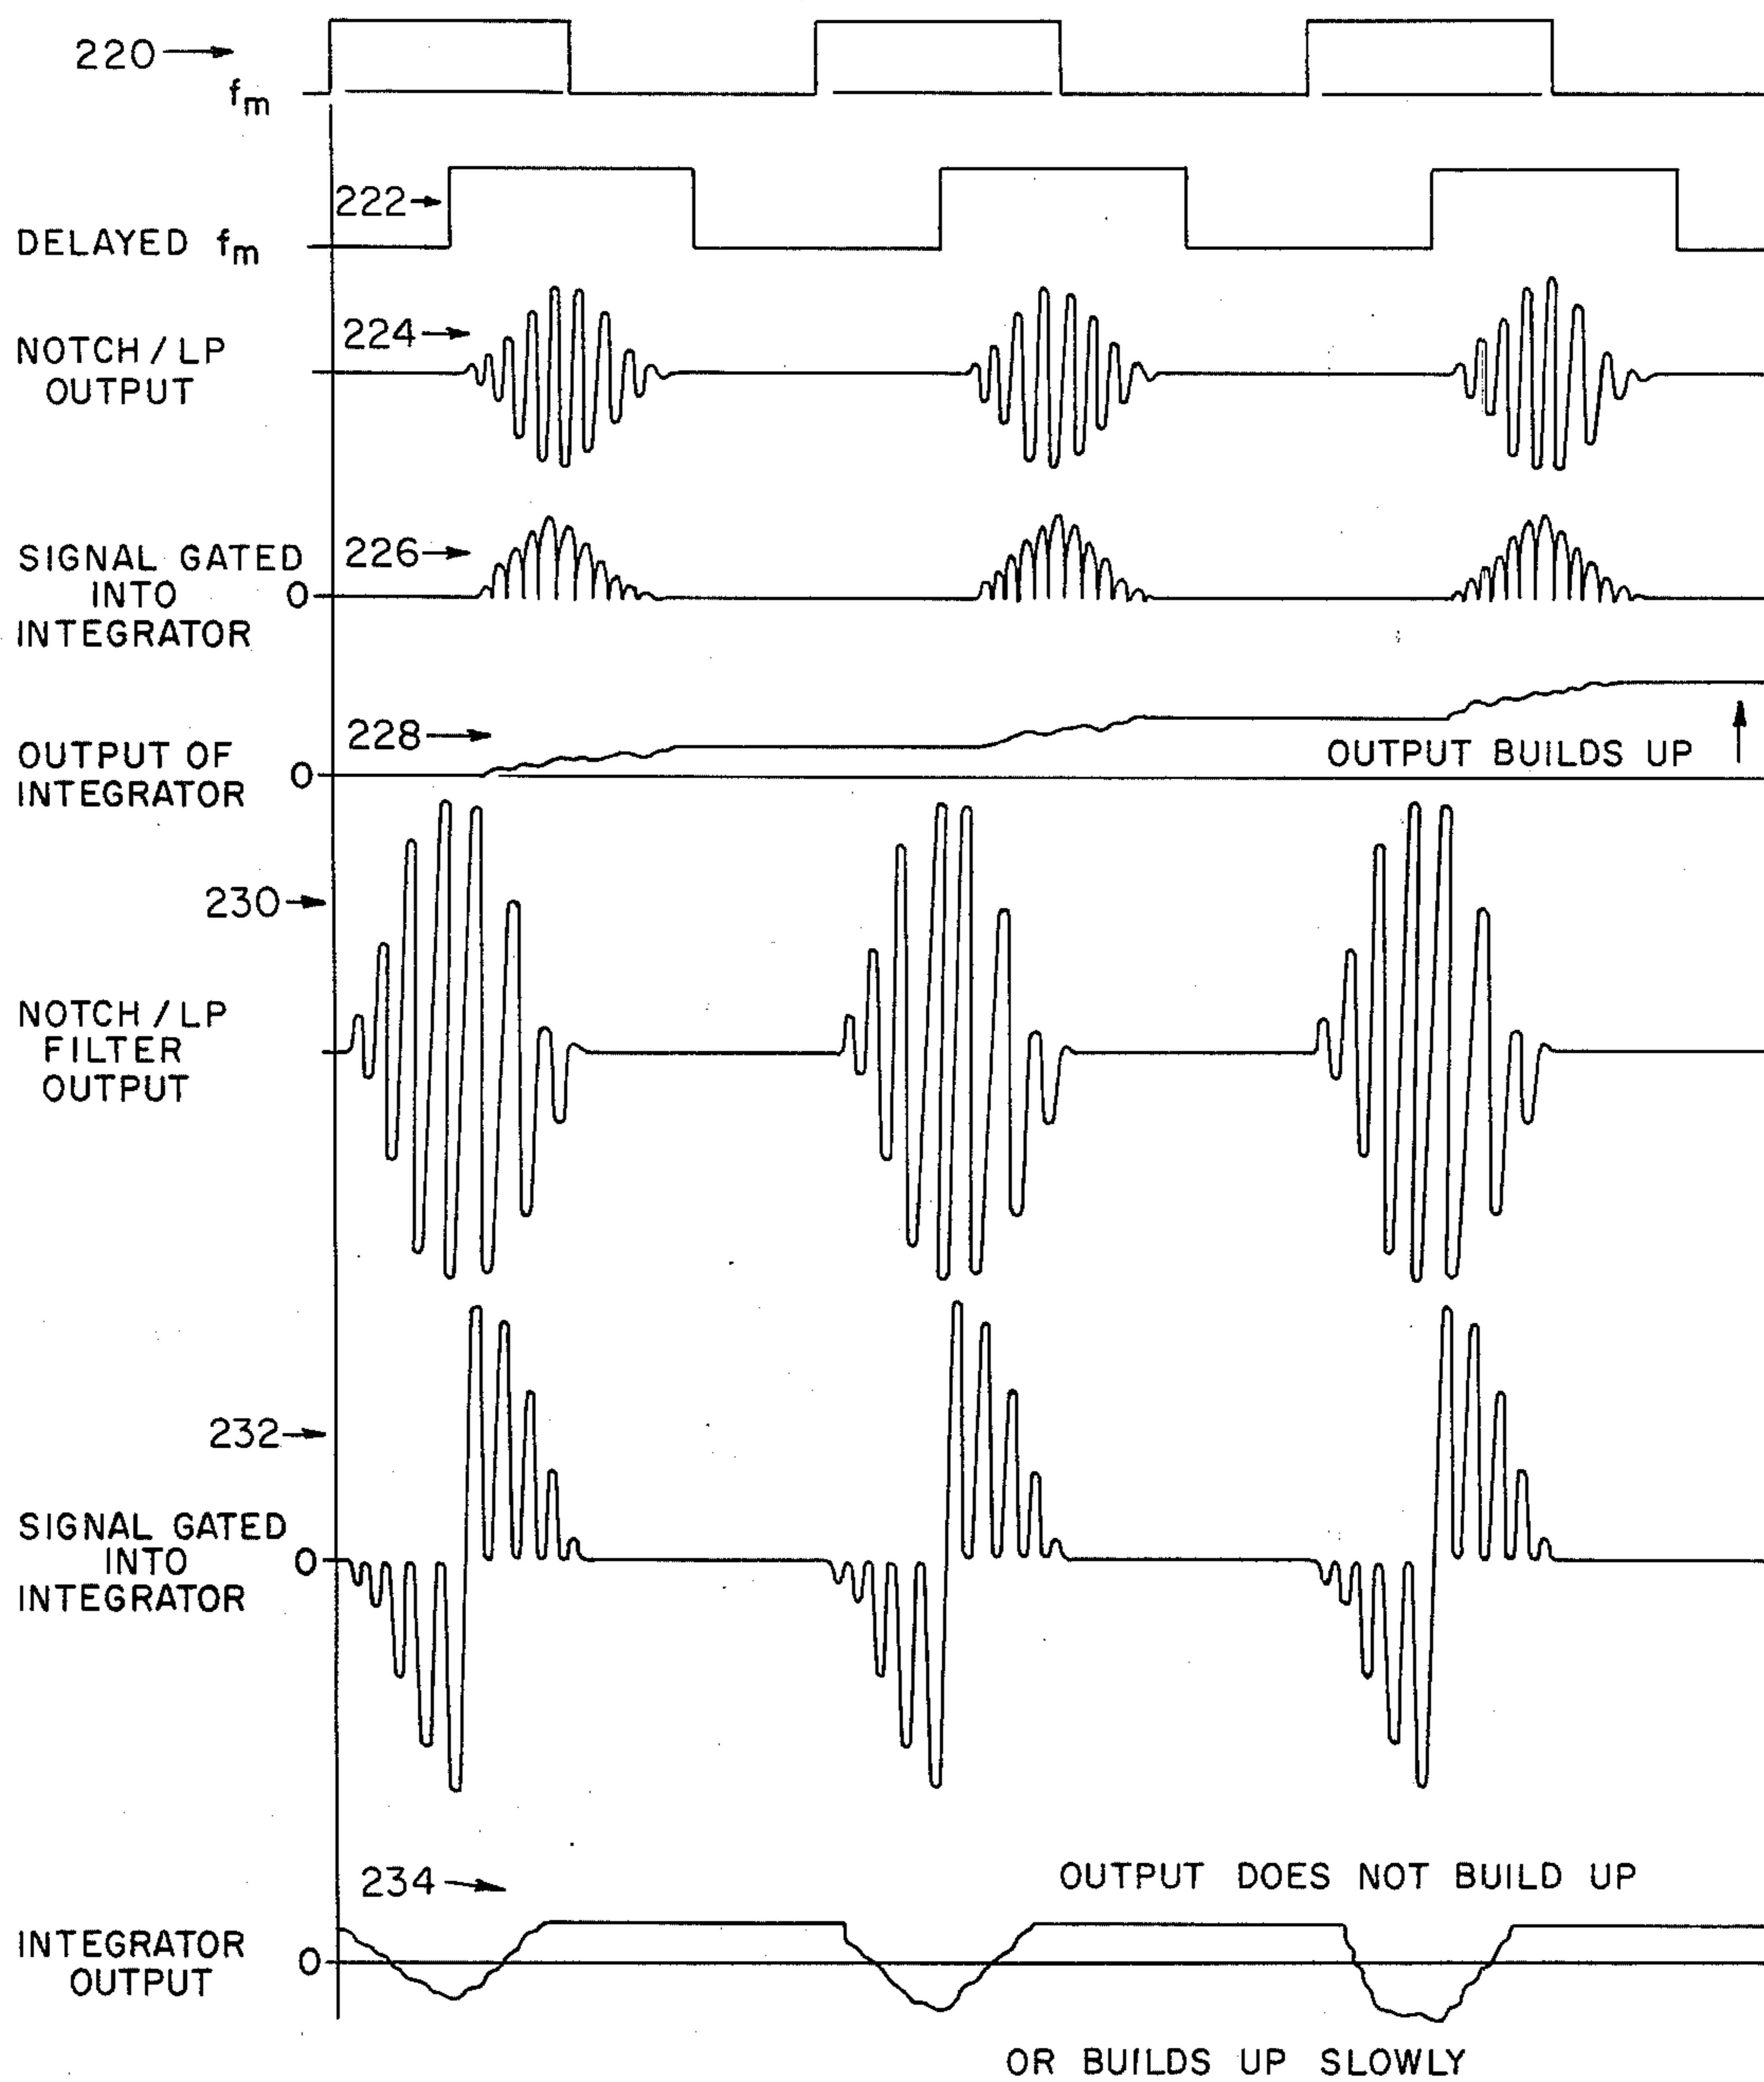 220
fm
222
DELAYED fm
224
NOTCH / LP
OUTPUT
226
SIGNAL GATED
INTO
INTEGRATOR
0
228
OUTPUT OF
INTEGRATOR
0
OUTPUT BUILDS UP
230
NOTCH / LP
FILTER
OUTPUT
232
SIGNAL GATED
INTO
INTEGRATOR
0
234
OUTPUT DOES NOT BUILD UP
INTEGRATOR
OUTPUT
0
OR BUILDS UP SLOWLY